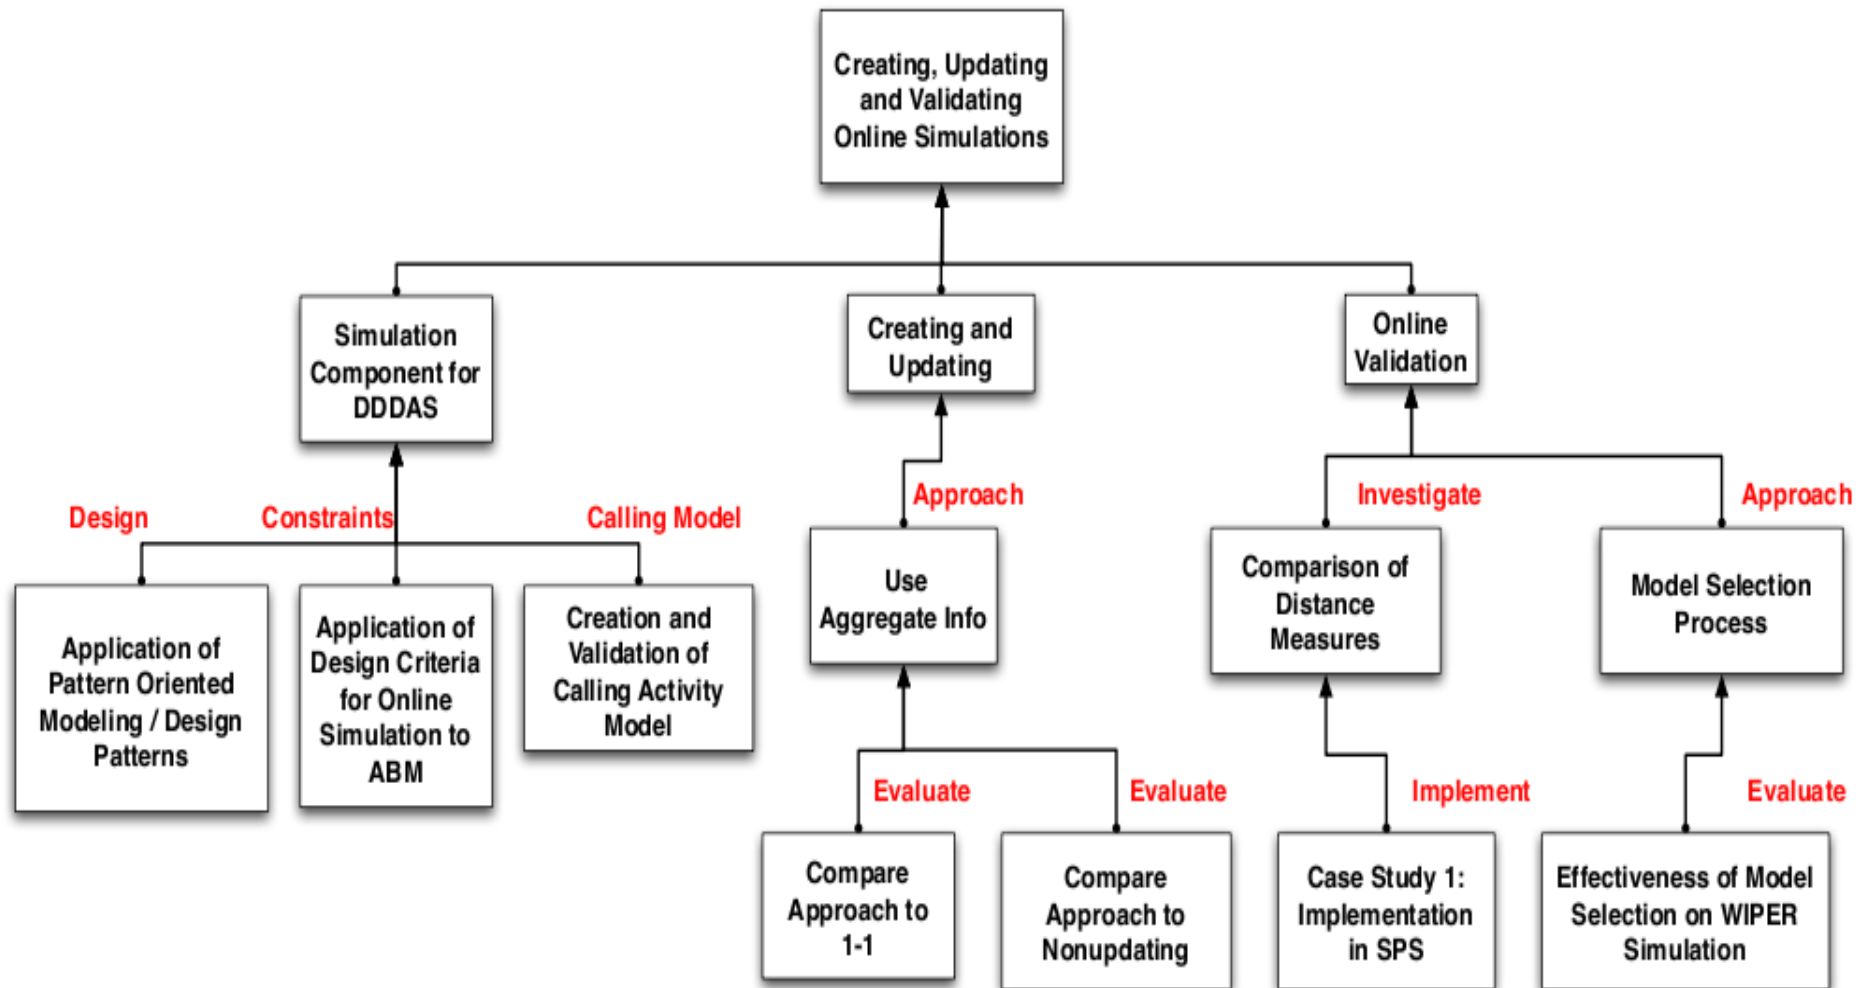 Creating, Updating
and Validating
Online Simulations
Simulation
Component for
DDDAS
Creating and
Updating
Online
Validation
Design
Constraints
Calling Model
Approach
Investigate
Approach
Application of
Pattern Oriented
Modeling / Design
Patterns
Application of
Design Criteria
for Online
Simulation to
ABM
Creation and
Validation of
Calling Activity
Model
Use
Aggregate Info
Comparison of
Distance
Measures
Model Selection
Process
Evaluate
Evaluate
Implement
Evaluate
Compare
Approach to
1-1
Compare
Approach to
Nonupdating
Case Study 1:
Implementation
in SPS
Effectiveness of Model
Selection on WIPER
Simulation